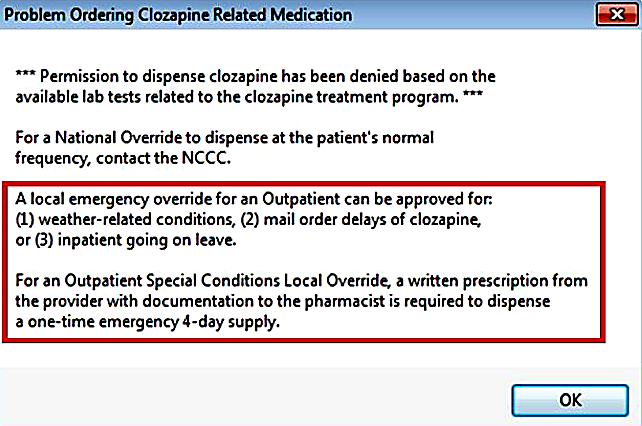 Problem Ordering Clozapine Related Medication
*** Permission to dispense clozapine has been denied based on the
available lab tests related to the clozapine treatment program. ***
For a National Override to dispense at the patient's normal
frequency, contact the NCCC.
A local emergency override for an Outpatient can be approved for:
(1) weather-related conditions, (2) mail order delays of clozapine,
or (3) inpatient going on leave.
For an Outpatient Special Conditions Local Override, a written prescription from
the provider with documentation to the pharmacist is required to dispense
a one-time emergency 4-day supply.
OK